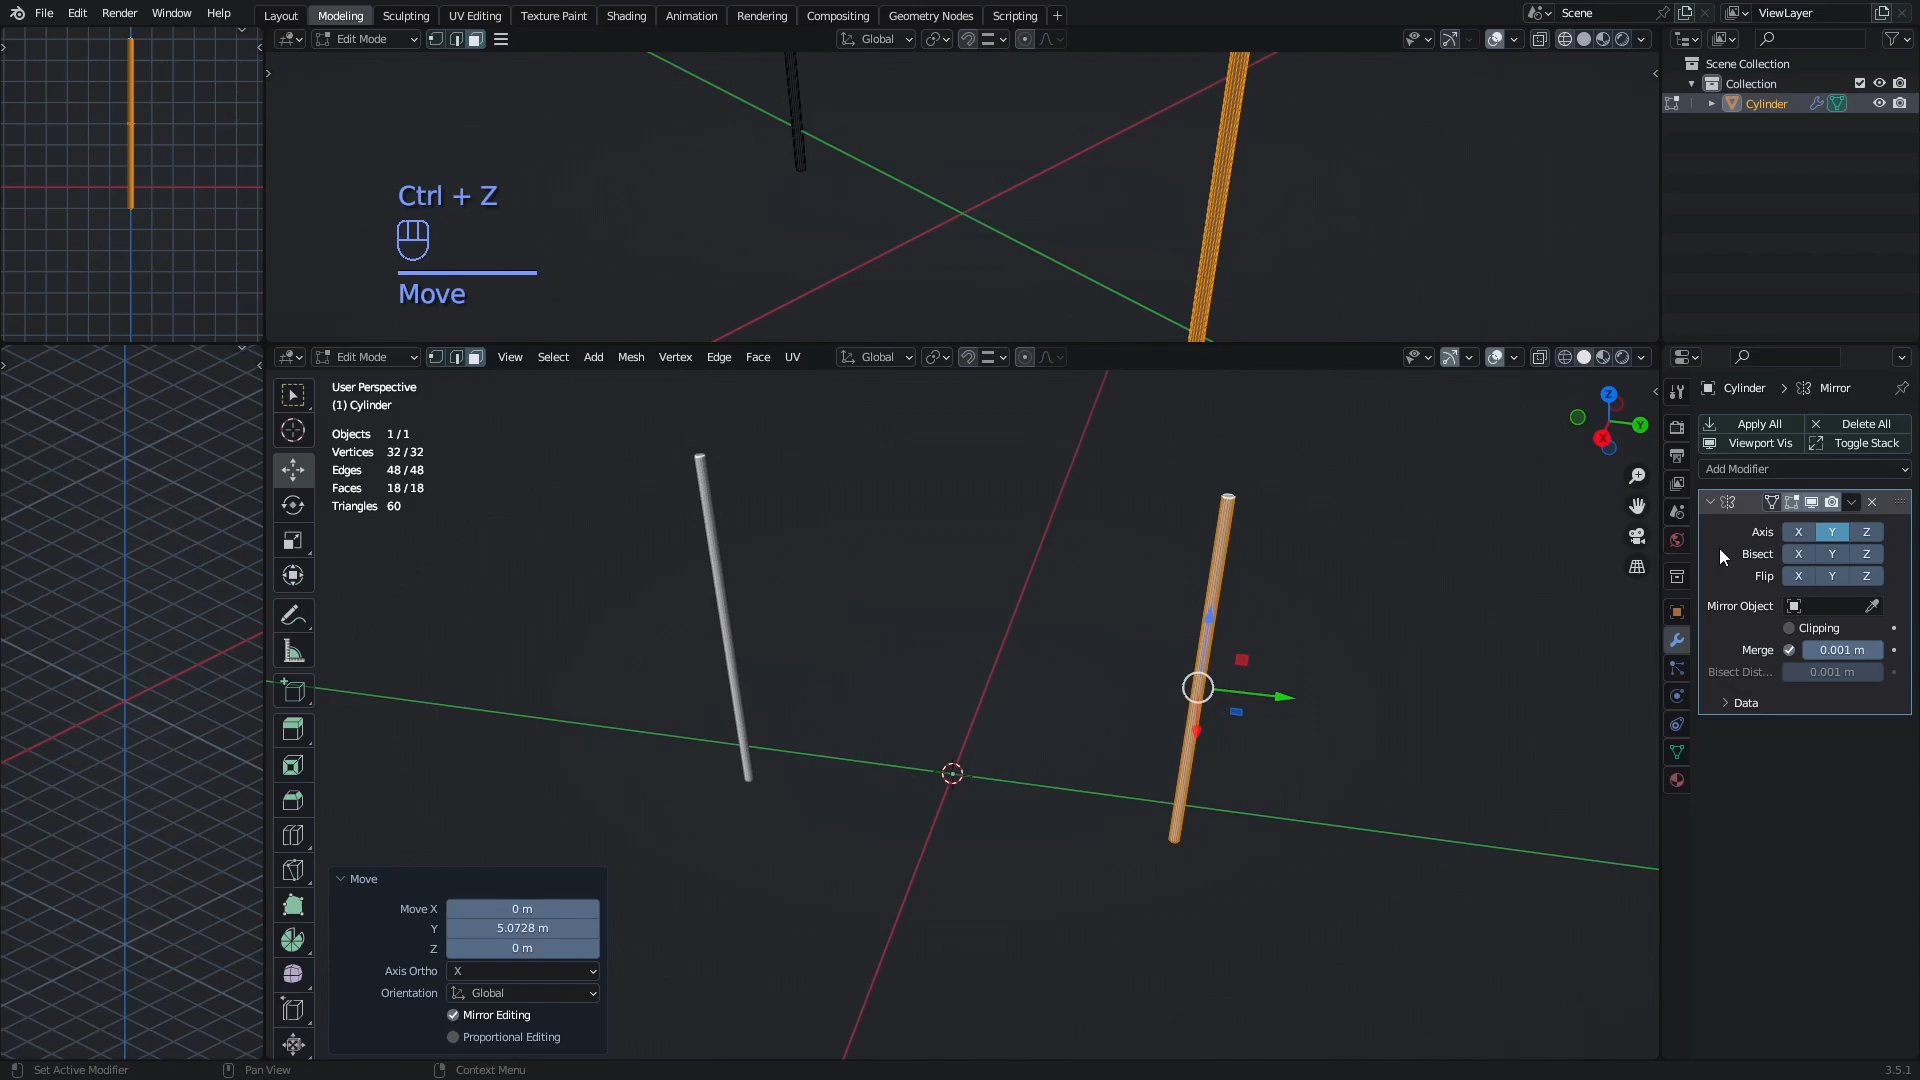 File Edit Render Window Help
Layout Modeling Sculpting UV Editing Texture Paint Shading Animation Rendering Compositing Geometry Nodes Scripting +
Scene
ViewLayer
Edit Mode
Global
Scene Collection
Collection
Cylinder
Ctrl + Z
Move
Edit Mode
View Select Add Mesh Vertex Edge Face UV
Global
User Perspective
(1) Cylinder
Objects 1/1
Vertices 32/32
Edges 48/48
Faces 18/18
Triangles 60
Z
Y
X
Cylinder > Mirror
Apply All
Delete All
Viewport Vis
Toggle Stack
Add Modifier
Axis X Y Z
Bisect X Y Z
Flip X Y Z
Mirror Object
Clipping
Merge 0.001 m
Bisect Dist... 0.001 m
Data
Move
Move X 0 m
Y 5.0728 m
Z 0 m
Axis Ortho X
Orientation Global
Mirror Editing
Proportional Editing
Set Active Modifier
Pan View
Context Menu
3.5.1